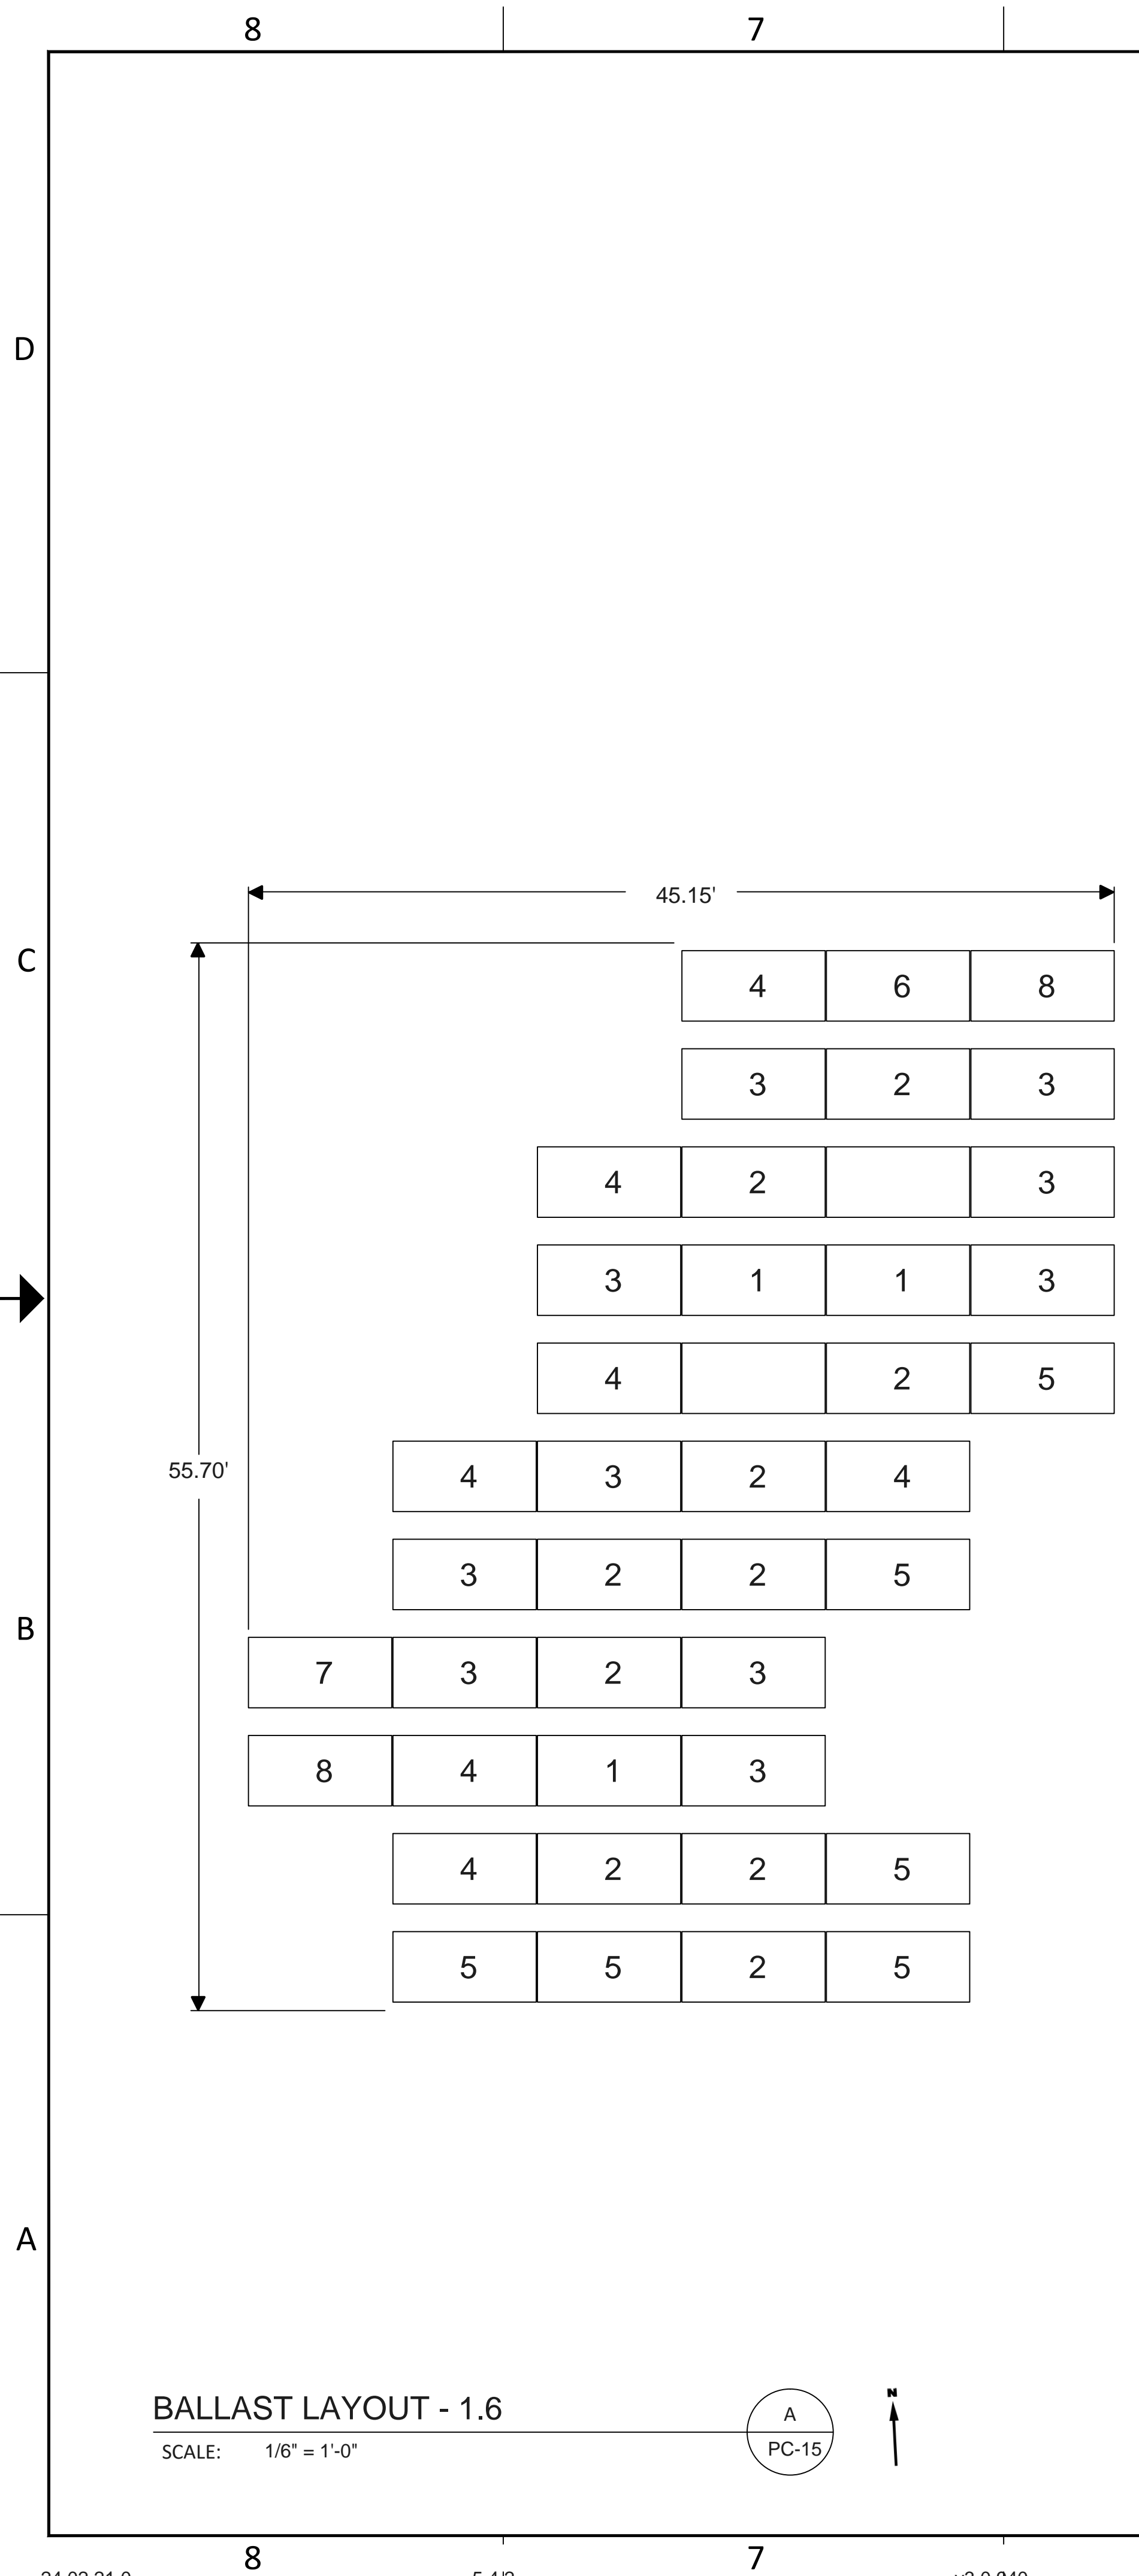 8 7
D
45.15'
C
4 6 8
3 2 3
4 2 3
3 1 1 3
4 2 5
4 3 2 4
55.70'
3 2 2 5
B
7 3 2 3
8 4 1 3
4 2 2 5
5 5 2 5
A
BALLAST LAYOUT - 1.6
SCALE: 1/6" = 1'-0"
A
PC-15
N
8 7